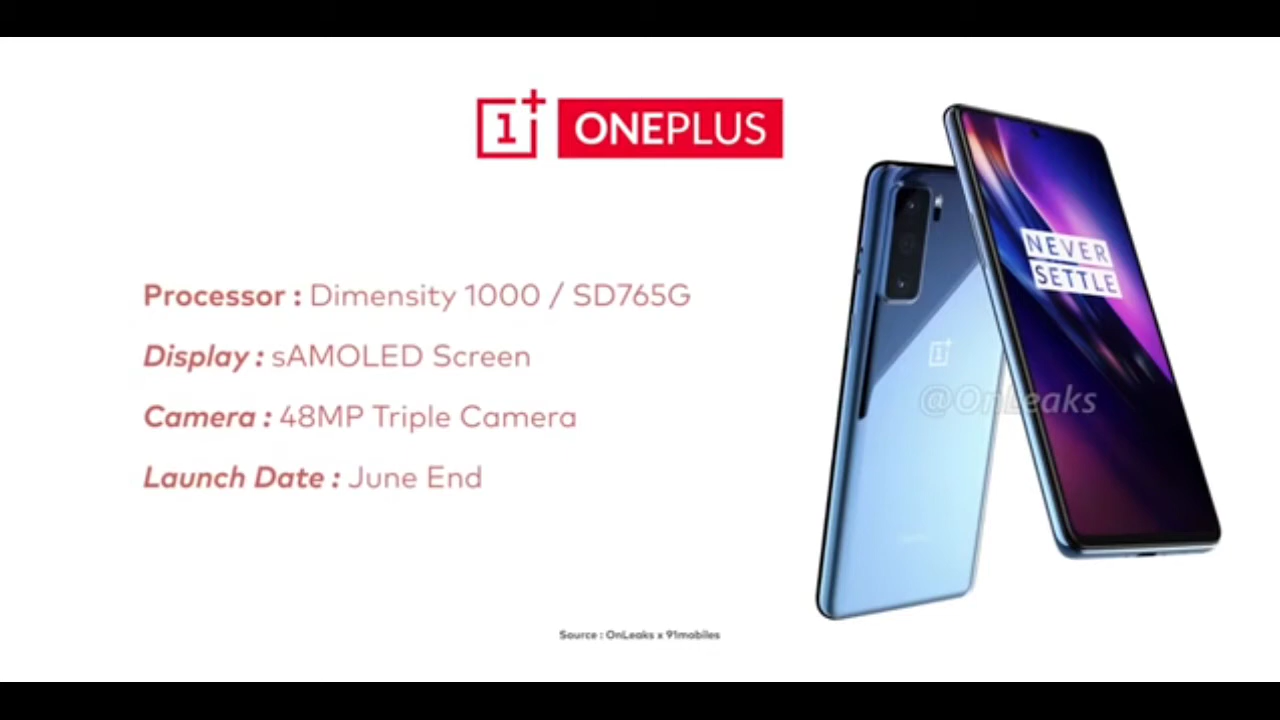 1+ ONEPLUS
NEVER
SETTLE
Processor : Dimensity 1000 / SD765G
Display : sAMOLED Screen
@OnLeaks
Camera : 48MP Triple Camera
Launch Date : June End
Source : OnLeaks x 91mobiles